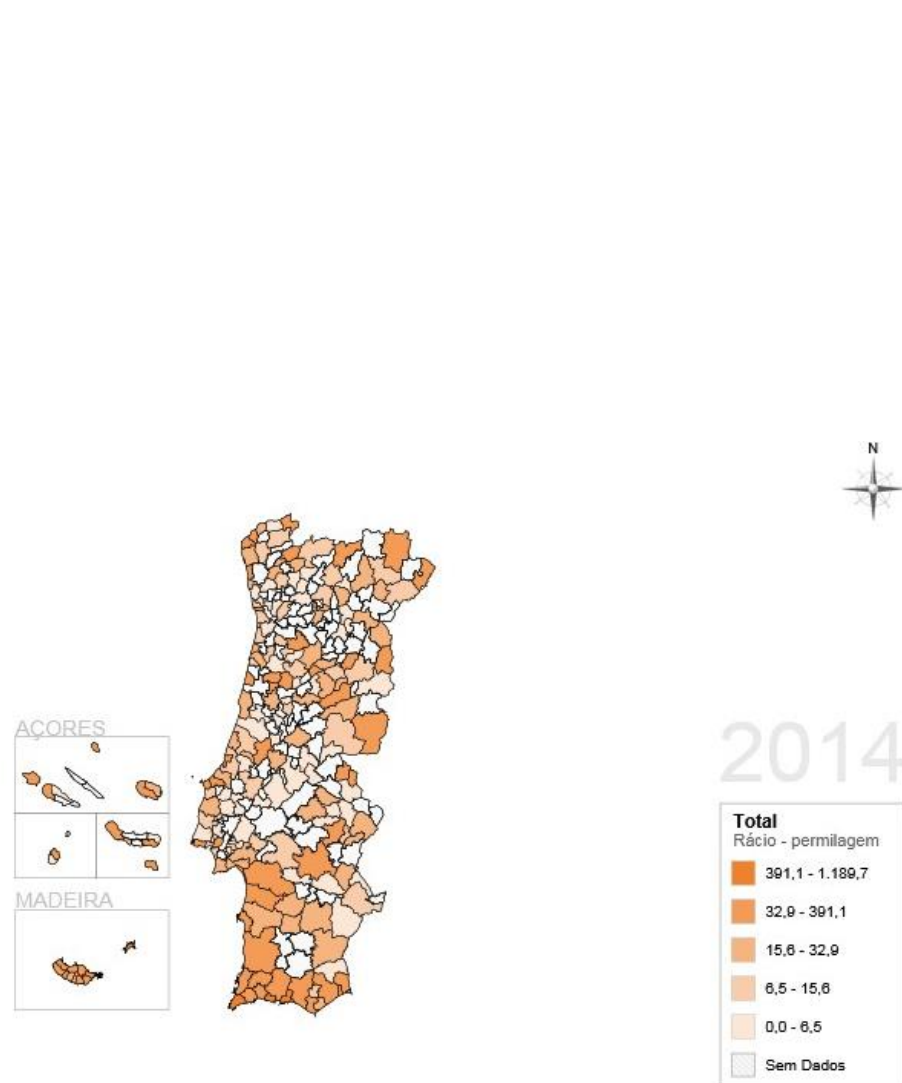 N
AÇORES
MADEIRA
2014
Total
Rácio - permilagem
391,1 - 1.189,7
32,9 - 391,1
15,6 - 32,9
6,5 - 15,6
0,0 - 6,5
Sem Dados